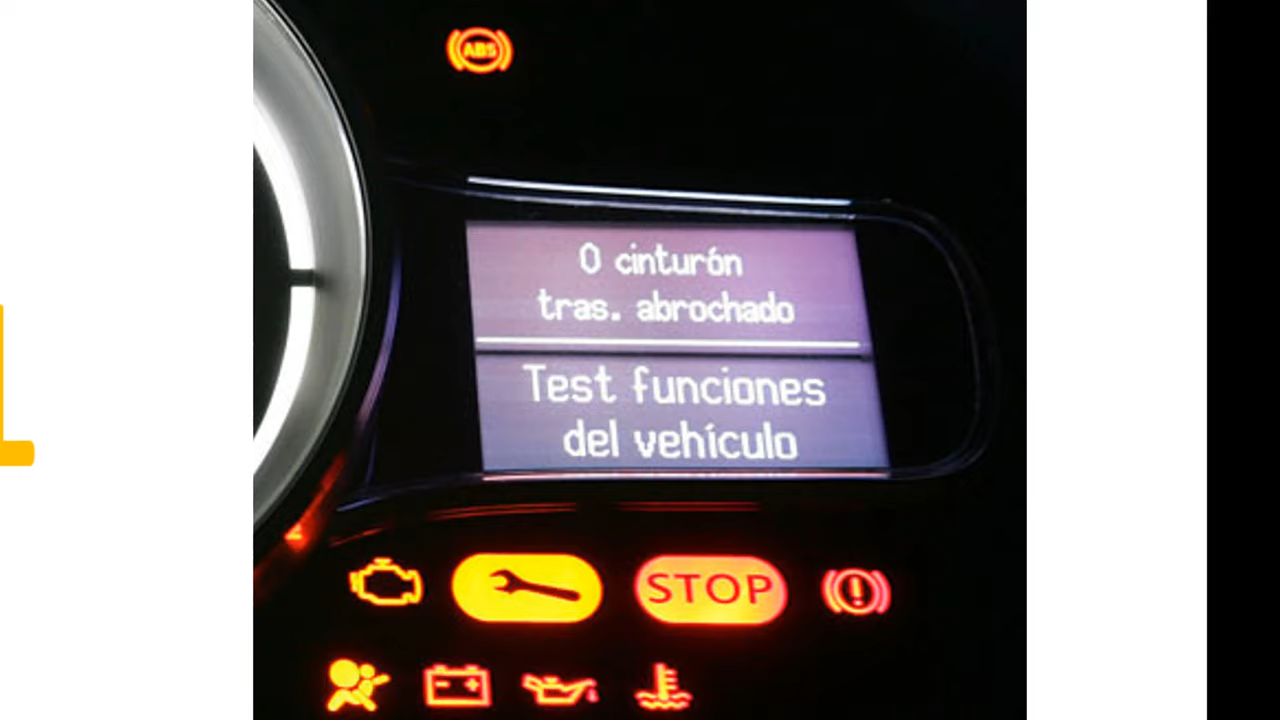 ABS
0 cinturón
tras. abrochado
Test funciones
del vehículo
STOP